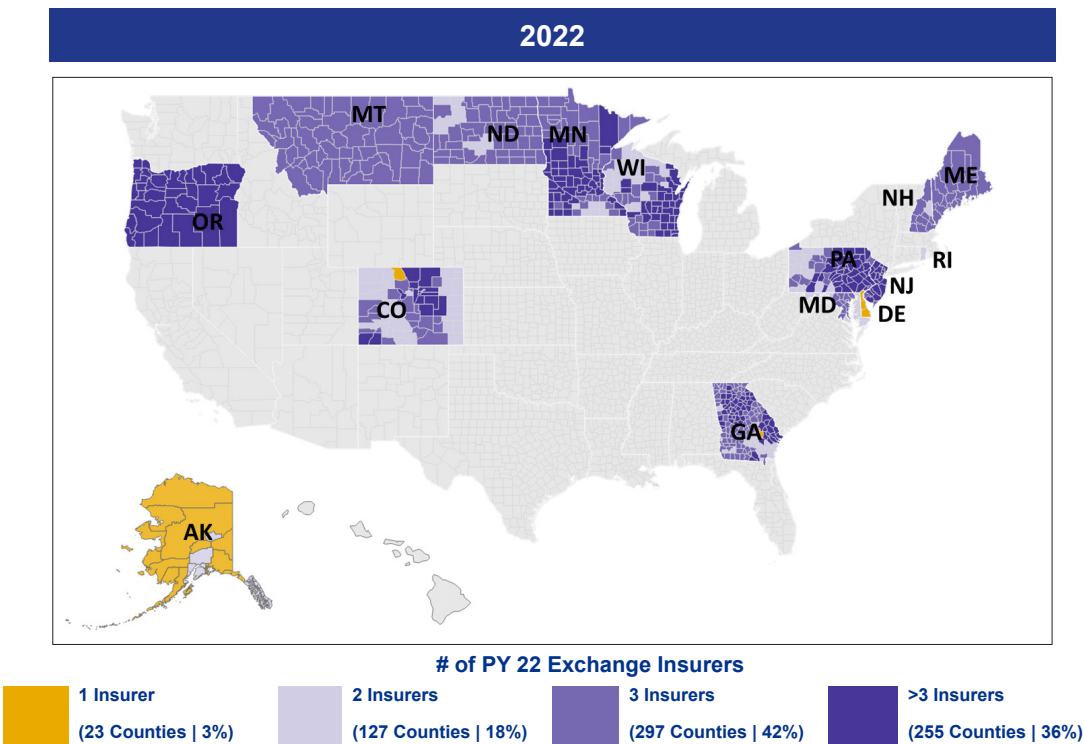 2022
MT
ND
MN
WI
ME
NH
OR
PA
RI
NJ
CO
MD
DE
GA
AK
# of PY 22 Exchange Insurers
1 Insurer
(23 Counties | 3%)
2 Insurers
(127 Counties | 18%)
3 Insurers
(297 Counties | 42%)
>3 Insurers
(255 Counties | 36%)